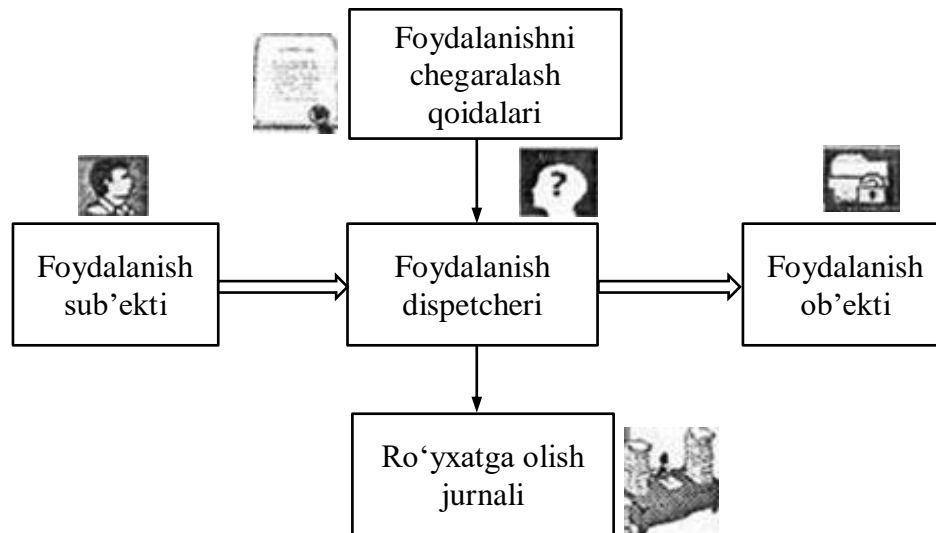 Foydalanishni
chegaralash
qoidalari
?
Foydalanish
sub’ekti
Foydalanish
dispetcheri
Foydalanish
ob’ekti
Ro‘yxatga olish
jurnali